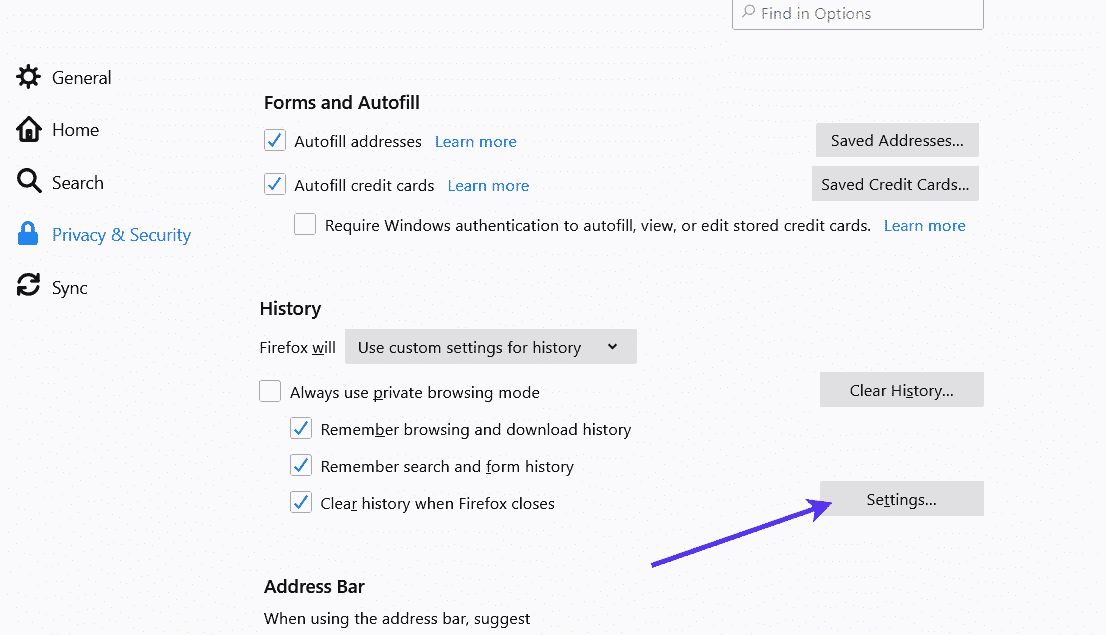 Find in Options
General
Home
Search
Privacy & Security
Sync
Forms and Autofill
Autofill addresses Learn more Saved Addresses...
Autofill credit cards Learn more Saved Credit Cards...
Require Windows authentication to autofill, view, or edit stored credit cards. Learn more
History
Firefox will Use custom settings for history
Always use private browsing mode Clear History...
Remember browsing and download history
Remember search and form history
Clear history when Firefox closes Settings...
Address Bar
When using the address bar, suggest